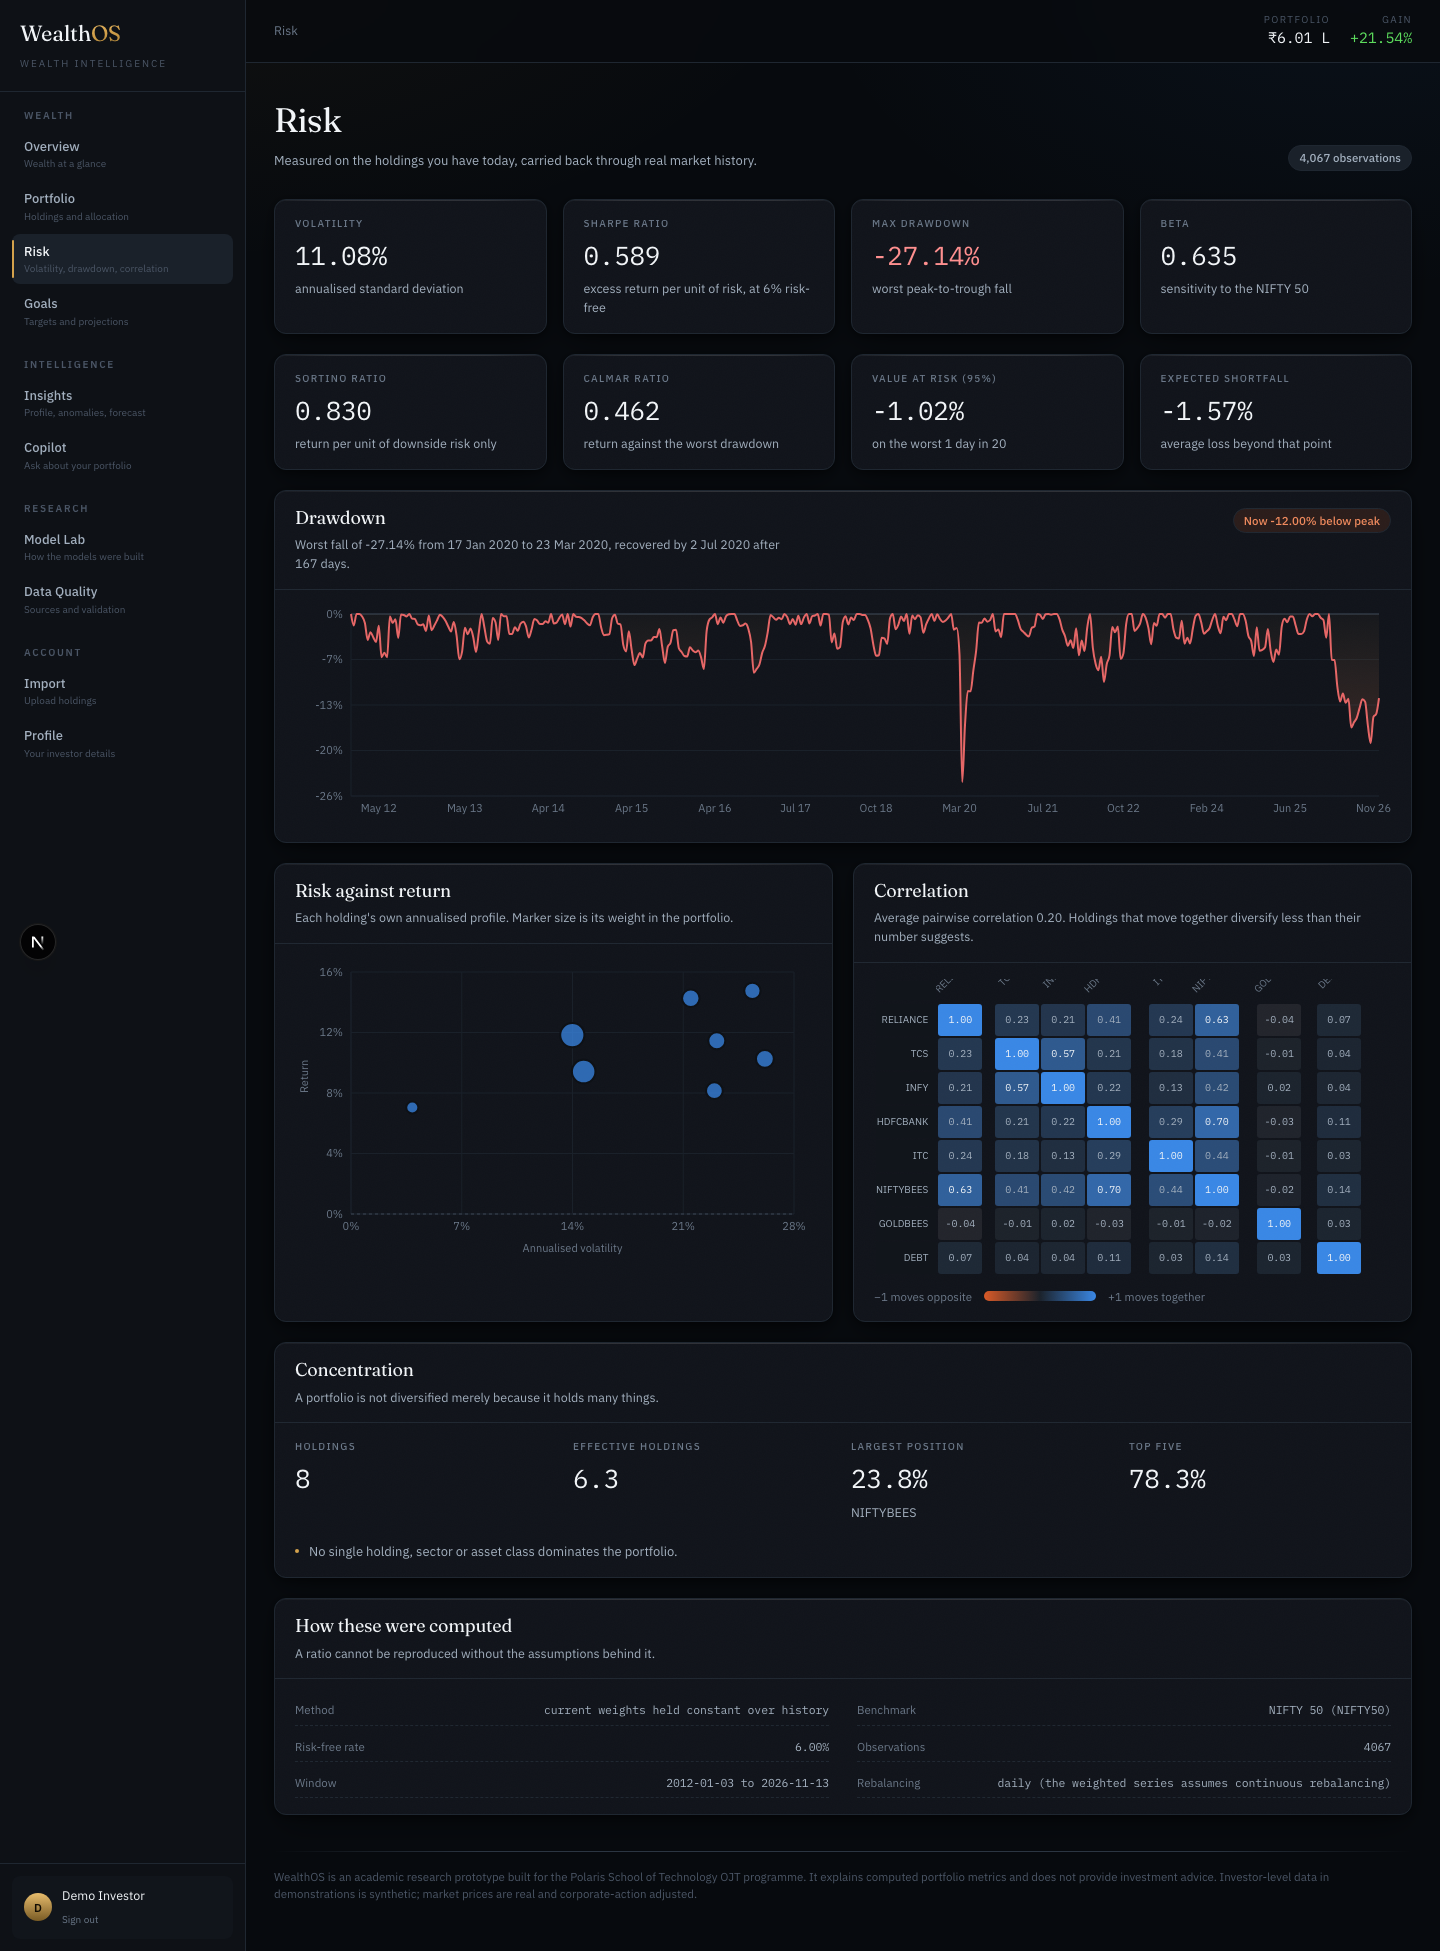 WealthOS
WEALTH INTELLIGENCE
WEALTH
Overview
Wealth at a glance
Portfolio
Holdings and allocation
Risk
Volatility, drawdown, correlation
Goals
Targets and projections
INTELLIGENCE
Insights
Profile, anomalies, forecast
Copilot
Ask about your portfolio
RESEARCH
Model Lab
How the models were built
Data Quality
Sources and validation
ACCOUNT
Import
Upload holdings
Profile
Your investor details
N
D
Demo Investor
Sign out
Risk
PORTFOLIO
₹6.01 L
GAIN
+21.54%
Risk
Measured on the holdings you have today, carried back through real market history.
4,067 observations
VOLATILITY
11.08%
annualised standard deviation
SHARPE RATIO
0.589
excess return per unit of risk, at 6% risk-
free
MAX DRAWDOWN
-27.14%
worst peak-to-trough fall
BETA
0.635
sensitivity to the NIFTY 50
SORTINO RATIO
0.830
return per unit of downside risk only
CALMAR RATIO
0.462
return against the worst drawdown
VALUE AT RISK (95%)
-1.02%
on the worst 1 day in 20
EXPECTED SHORTFALL
-1.57%
average loss beyond that point
Drawdown
Worst fall of -27.14% from 17 Jan 2020 to 23 Mar 2020, recovered by 2 Jul 2020 after
167 days.
Now -12.00% below peak
0%
-7%
-13%
-20%
-26%
May 12 May 13 Apr 14 Apr 15 Apr 16 Jul 17 Oct 18 Mar 20 Jul 21 Oct 22 Feb 24 Jun 25 Nov 26
Risk against return
Each holding's own annualised profile. Marker size is its weight in the portfolio.
16%
12%
8%
4%
0%
Return
0% 7% 14% 21% 28%
Annualised volatility
Correlation
Average pairwise correlation 0.20. Holdings that move together diversify less than their
number suggests.
RELIANCE 1.00 0.23 0.21 0.41 0.24 0.63 -0.04 0.07
TCS 0.23 1.00 0.57 0.21 0.18 0.41 -0.01 0.04
INFY 0.21 0.57 1.00 0.22 0.13 0.42 0.02 0.04
HDFCBANK 0.41 0.21 0.22 1.00 0.29 0.70 -0.03 0.11
ITC 0.24 0.18 0.13 0.29 1.00 0.44 -0.01 0.03
NIFTYBEES 0.63 0.41 0.42 0.70 0.44 1.00 -0.02 0.14
GOLDBEES -0.04 -0.01 0.02 -0.03 -0.01 -0.02 1.00 0.03
DEBT 0.07 0.04 0.04 0.11 0.03 0.14 0.03 1.00
−1 moves opposite
+1 moves together
Concentration
A portfolio is not diversified merely because it holds many things.
HOLDINGS
8
EFFECTIVE HOLDINGS
6.3
LARGEST POSITION
23.8%
NIFTYBEES
TOP FIVE
78.3%
• No single holding, sector or asset class dominates the portfolio.
How these were computed
A ratio cannot be reproduced without the assumptions behind it.
Method current weights held constant over history
Benchmark NIFTY 50 (NIFTY50)
Risk-free rate 6.00%
Observations 4067
Window 2012-01-03 to 2026-11-13
Rebalancing daily (the weighted series assumes continuous rebalancing)
WealthOS is an academic research prototype built for the Polaris School of Technology OJT programme. It explains computed portfolio metrics and does not provide investment advice. Investor-level data in
demonstrations is synthetic; market prices are real and corporate-action adjusted.